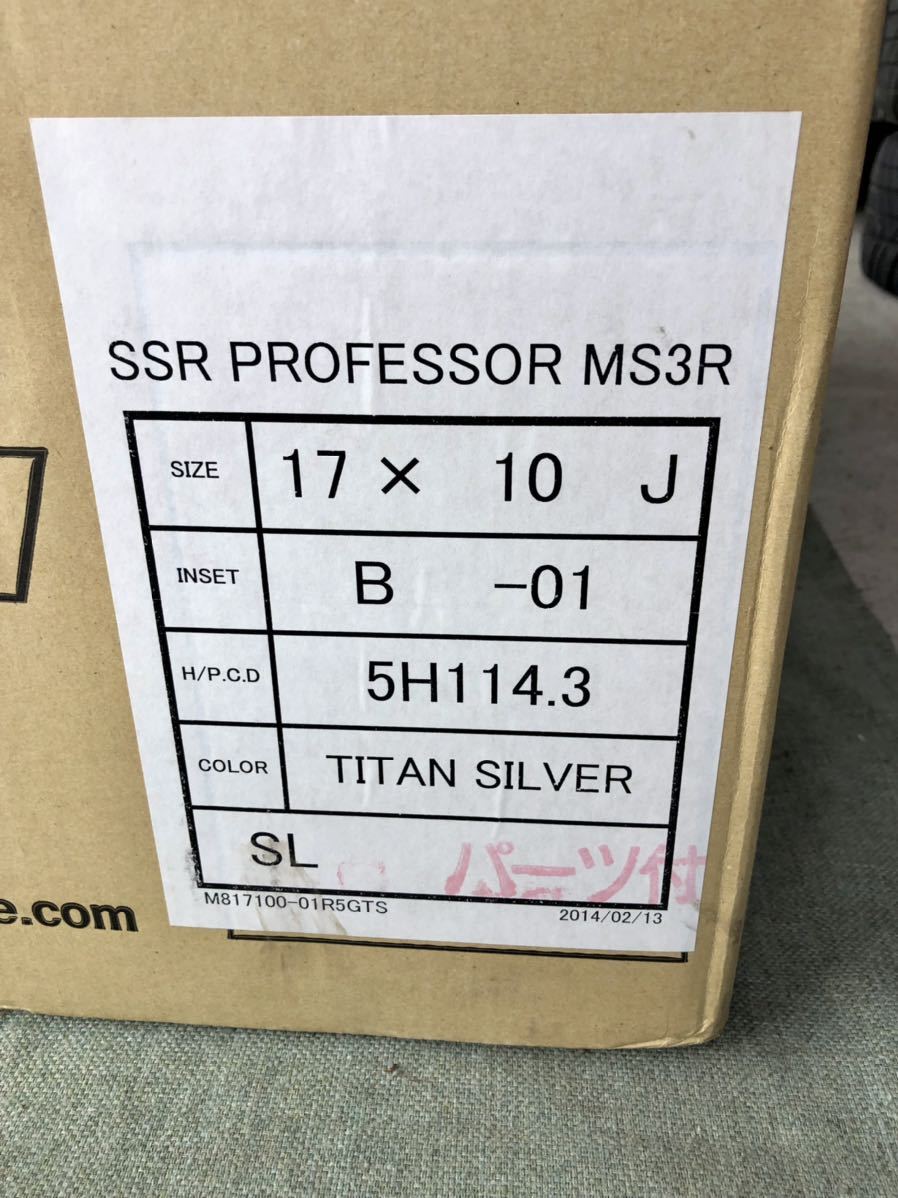 SSR PROFESSOR MS3R
SIZE 17 × 10 J
INSET B -01
H/P.C.D 5H114.3
COLOR TITAN SILVER
SL パーツ付
M817100-01R5GTS 2014/02/13
e.com